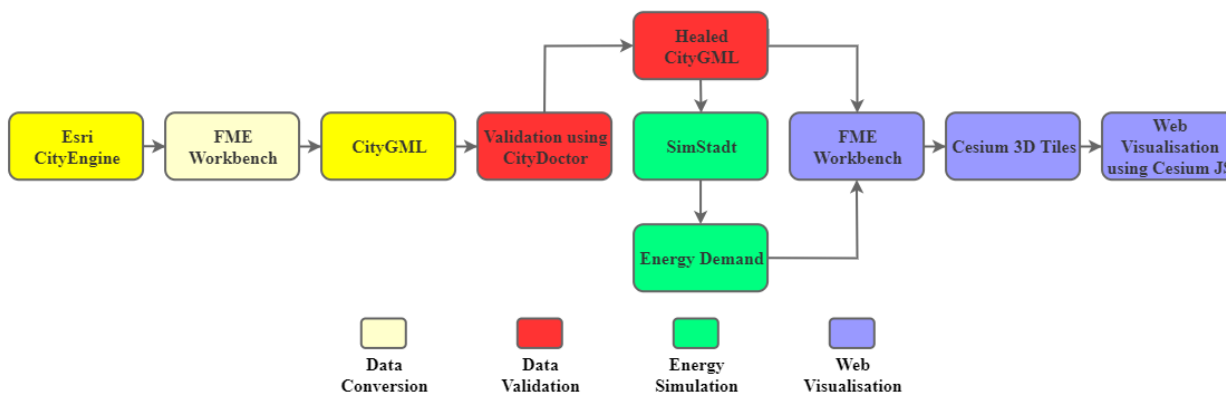 Healed
CityGML
Esri
CityEngine
FME
Workbench
CityGML
Validation using
CityDoctor
SimStadt
FME
Workbench
Cesium 3D Tiles
Web
Visualisation
using Cesium JS
Energy Demand
Data
Conversion
Data
Validation
Energy
Simulation
Web
Visualisation